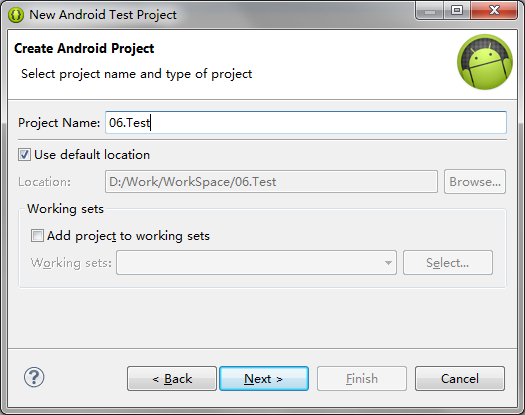 New Android Test Project
Create Android Project
Select project name and type of project
Project Name: 06.Test
Use default location
Location: D:/Work/WorkSpace/06.Test Browse...
Working sets
Add project to working sets
Working sets: Select...
? < Back Next > Finish Cancel